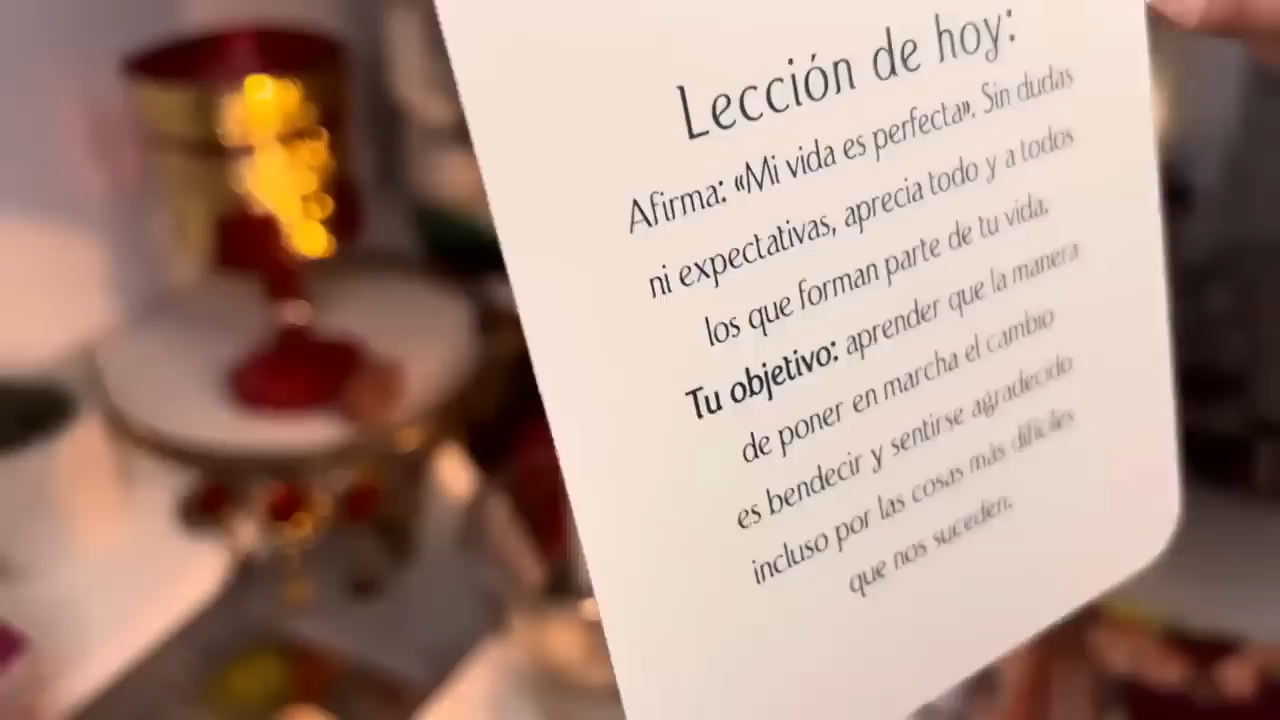 Lección de hoy:
Afirma: «Mi vida es perfecta». Sin dudas
ni expectativas, aprecia todo y a todos
los que forman parte de tu vida.
Tu objetivo: aprender que la manera
de poner en marcha el cambio
es bendecir y sentirse agradecido
incluso por las cosas más difíciles
que nos suceden.